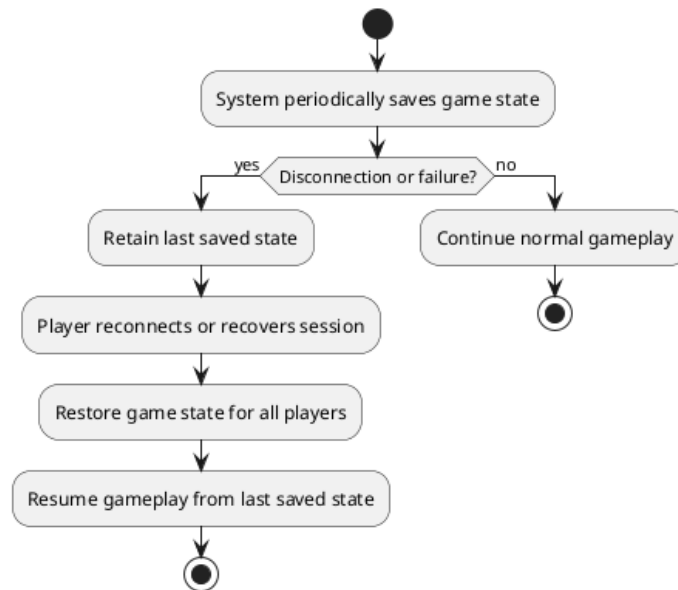 System periodically saves game state
yes
Disconnection or failure?
no
Retain last saved state
Continue normal gameplay
Player reconnects or recovers session
Restore game state for all players
Resume gameplay from last saved state